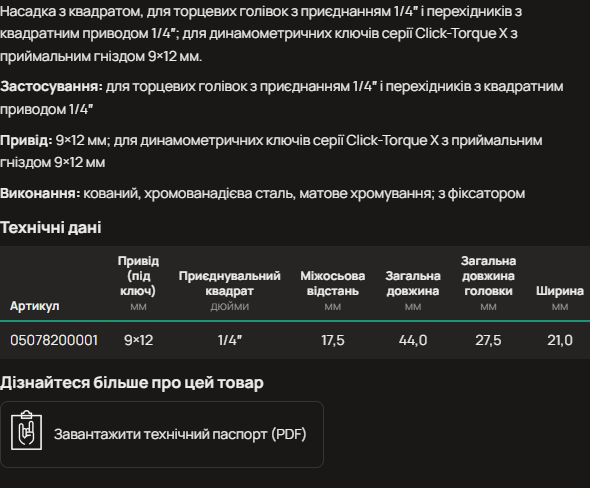 Насадка з квадратом, для торцевих голівок з приєднанням 1/4″ і перехідників з
квадратним приводом 1/4″; для динамометричних ключів серії Click-Torque X з
приймальним гніздом 9×12 мм.
Застосування: для торцевих голівок з приєднанням 1/4″ і перехідників з квадратним
приводом 1/4″
Привід: 9×12 мм; для динамометричних ключів серії Click-Torque X з приймальним
гніздом 9×12 мм
Виконання: кований, хромованадієва сталь, матове хромування; з фіксатором
Технічні дані
Артикул Привід (під ключ) мм Приєднувальний квадрат дюйми Міжосьова відстань мм Загальна довжина мм Загальна довжина головки мм Ширина мм
05078200001 9×12 1/4″ 17,5 44,0 27,5 21,0
Дізнайтеся більше про цей товар
Завантажити технічний паспорт (PDF)